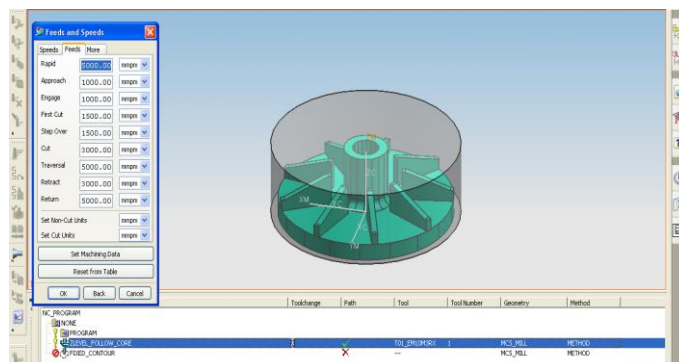 Feeds and Speeds
Speeds Feeds More
Rapid 5000.00 mmpm
Approach 1000.00 mmpm
Engage 1000.00 mmpm
First Cut 1500.00 mmpm
Step Over 1500.00 mmpm
Cut 3000.00 mmpm
Traversal 5000.00 mmpm
Retract 3000.00 mmpm
Return 5000.00 mmpm
Set Non-Cut Units mmpm
Set Cut Units mmpm
Set Machining Data
Reset from Table
OK Back Cancel
XM
YM
Toolchange Path Tool Tool Number Geometry Method
NC_PROGRAM
NONE
PROGRAM
ZLEVEL_FOLLOW_CORE T01_EM10M3RX 1 MCS_MILL METHOD
FIXED_CONTOUR --- MCS_MILL METHOD